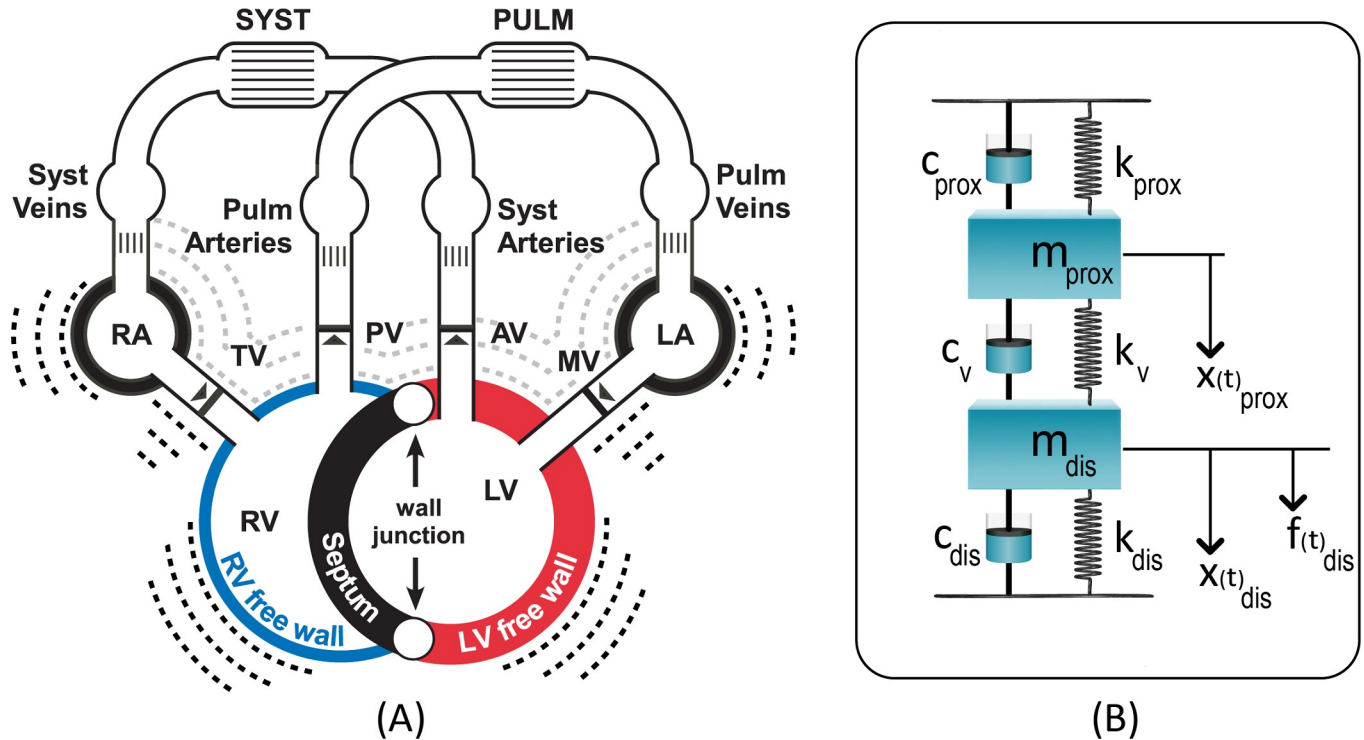 SYST
PULM
Syst
Veins
Pulm
Arteries
Syst
Arteries
Pulm
Veins
RA
TV
PV
AV
MV
LA
RV
LV
wall
junction
Septum
RV free wall
LV free wall
(A)
c prox
k prox
m prox
x(t) prox
c v
k v
m dis
x(t) dis
f(t) dis
c dis
k dis
(B)